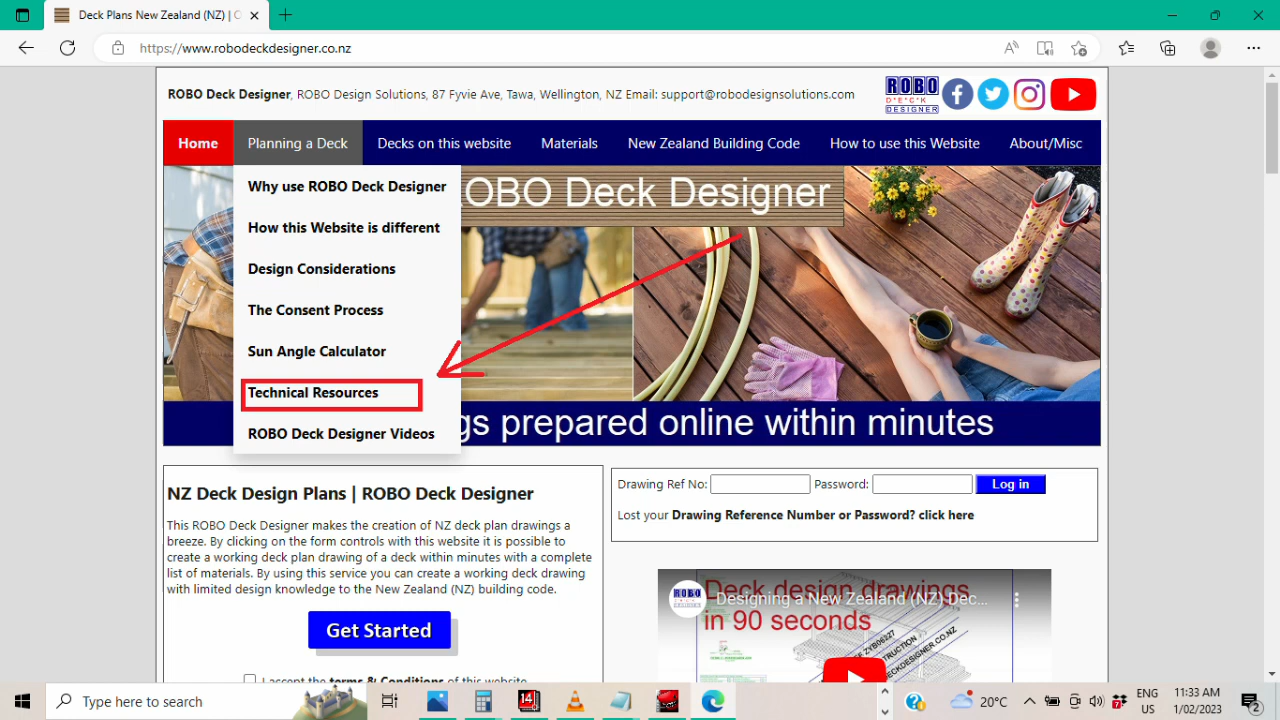 Deck Plans New Zealand (NZ) | C
https://www.robodeckdesigner.co.nz
ROBO Deck Designer, ROBO Design Solutions, 87 Fyvie Ave, Tawa, Wellington, NZ Email: support@robodesignsolutions.com
ROBO
D*E*C*K
DESIGNER
Home
Planning a Deck
Decks on this website
Materials
New Zealand Building Code
How to use this Website
About/Misc
Why use ROBO Deck Designer
How this Website is different
Design Considerations
The Consent Process
Sun Angle Calculator
Technical Resources
ROBO Deck Designer Videos
OBO Deck Designer
gs prepared online within minutes
NZ Deck Design Plans | ROBO Deck Designer
This ROBO Deck Designer makes the creation of NZ deck plan drawings a
breeze. By clicking on the form controls with this website it is possible to
create a working deck plan drawing of a deck within minutes with a complete
list of materials. By using this service you can create a working deck drawing
with limited design knowledge to the New Zealand (NZ) building code.
Get Started
I accept the terms & Conditions of this website
Drawing Ref No:
Password:
Log in
Lost your Drawing Reference Number or Password? click here
Deck design drawings
in 90 seconds
ROBO
DESIGNER
Designing a New Zealand (NZ) Dec...
ZYB06227
DECKDESIGNER.CO.NZ
Type here to search
14
20°C
7
ENG
US
11:33 AM
1/02/2023
2